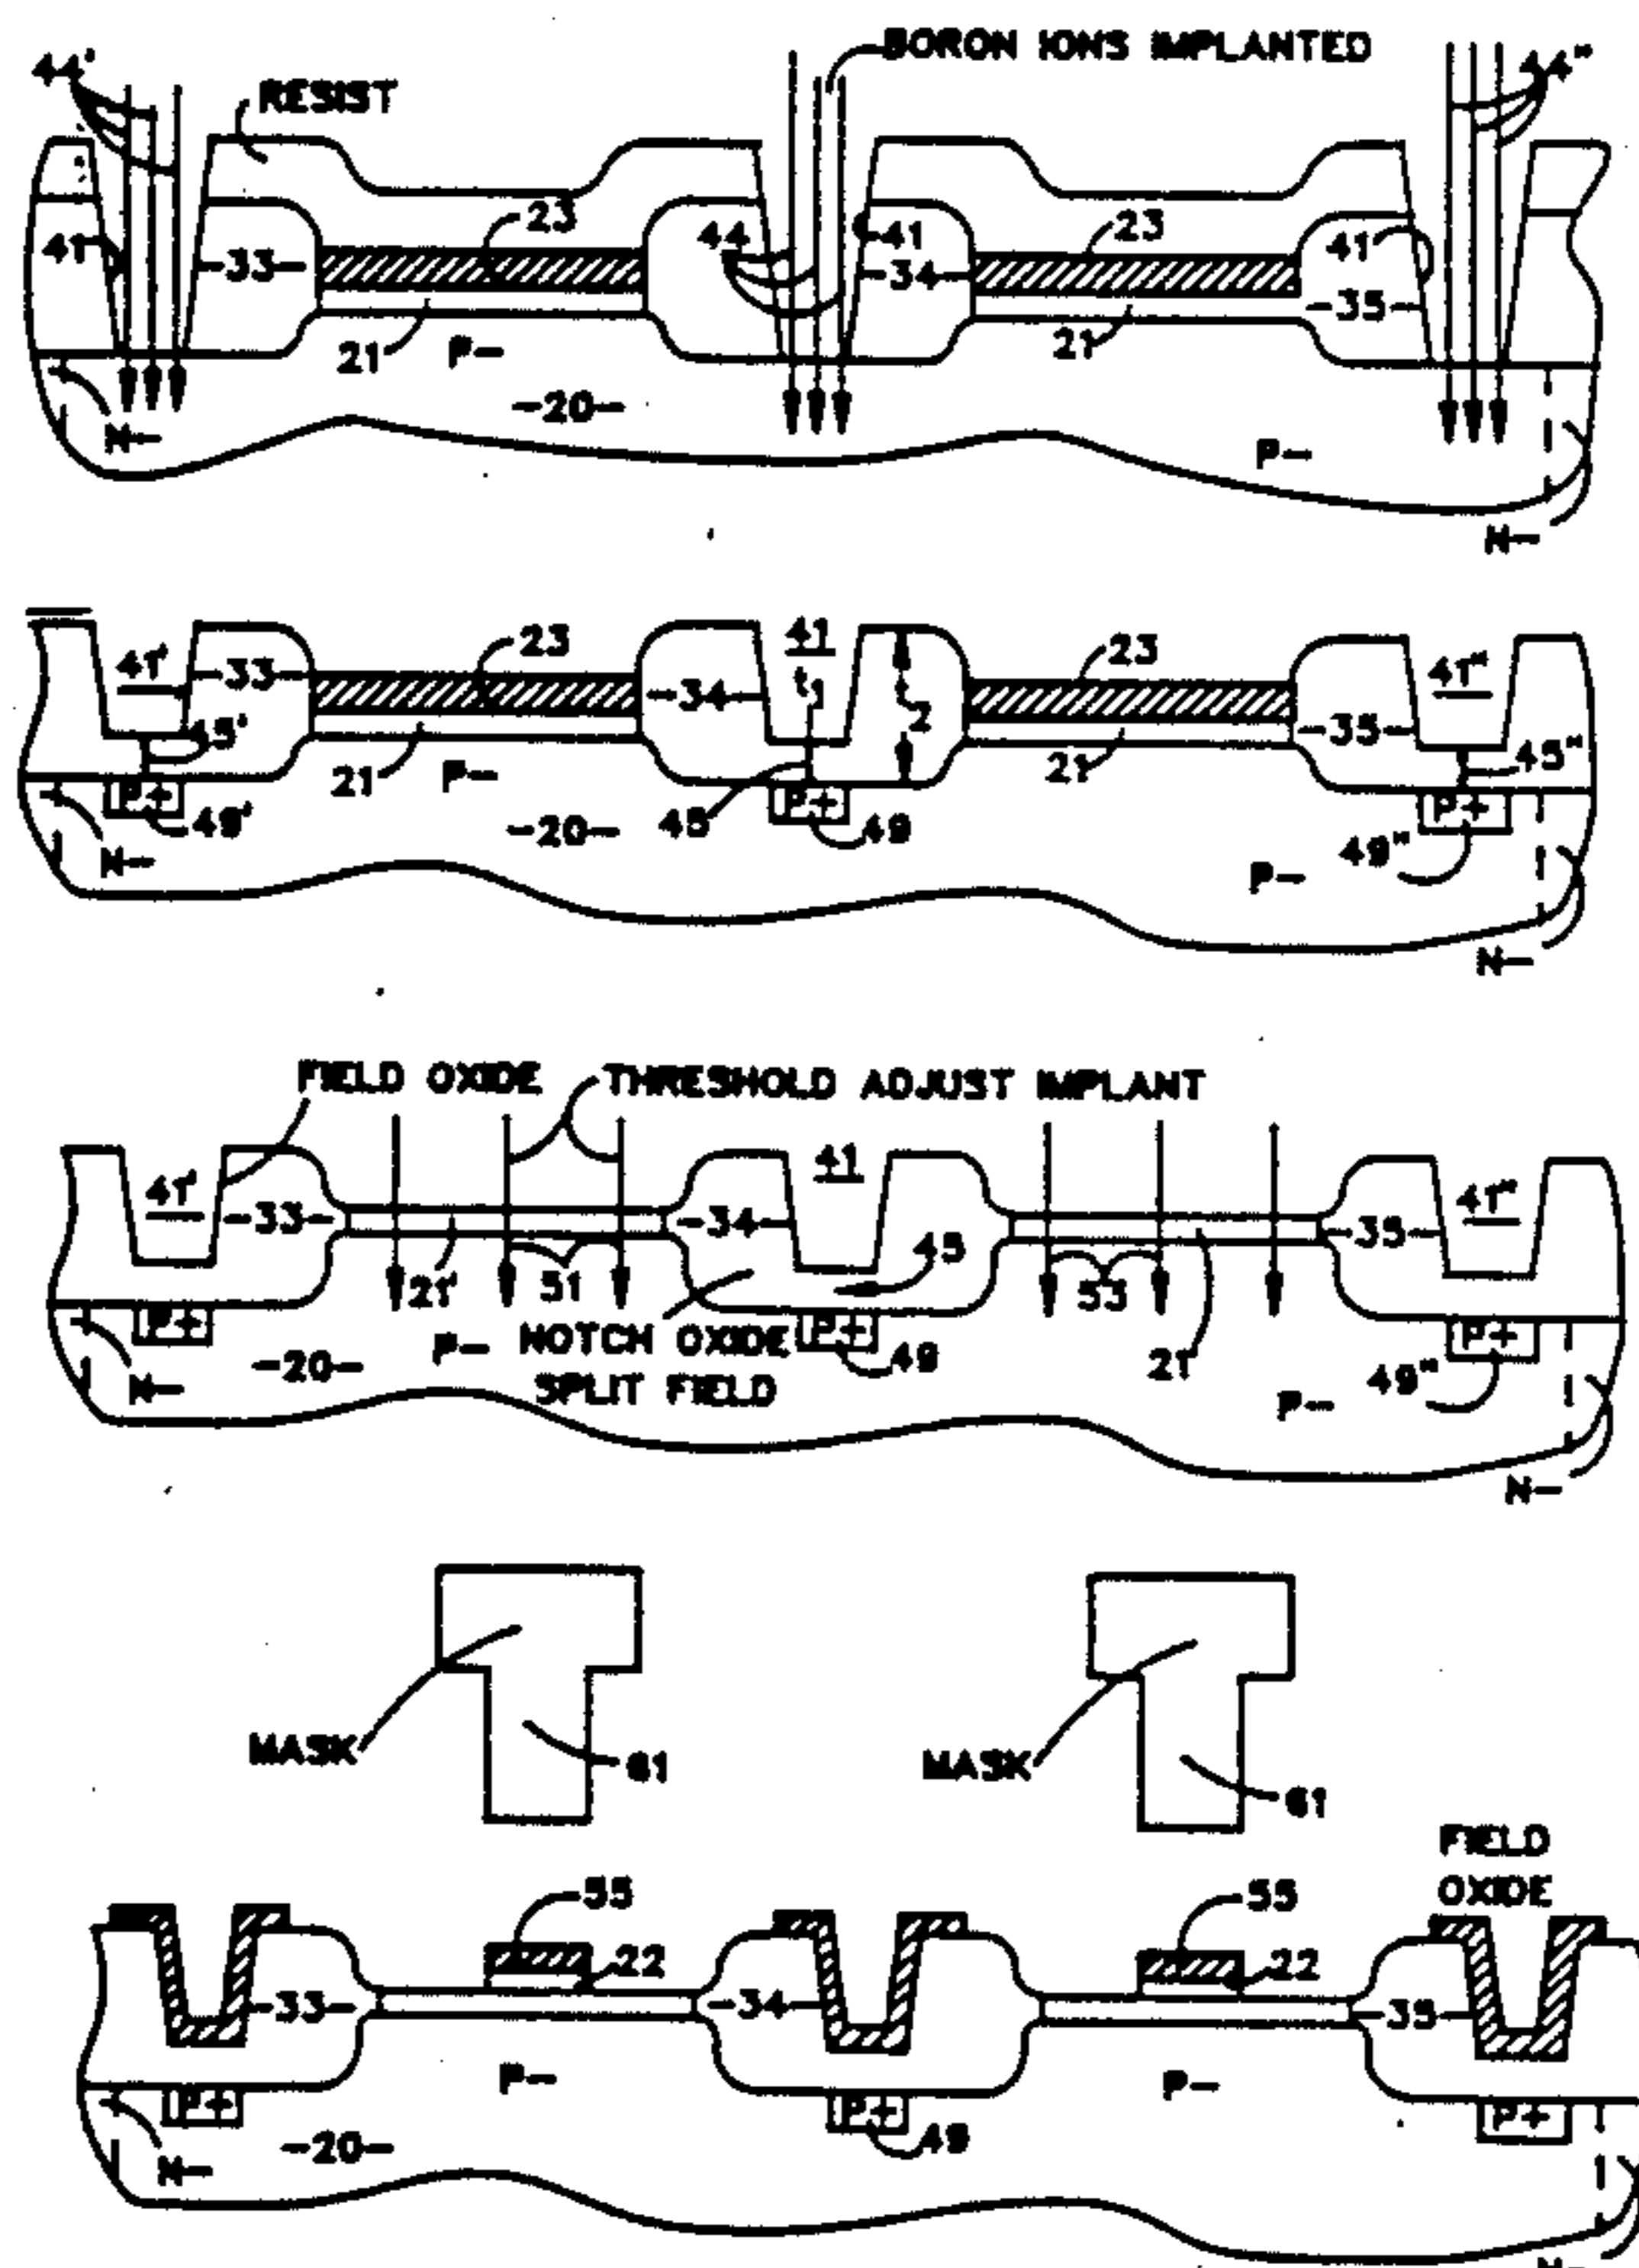 BORON IONS IMPLANTED
44'
44"
RESIST
23
23
44
41
41'
41
-33-
-34-
-35-
21
P-
21
-20-
N-
P-
N-
23
41
23
41'
-33-
t1
41"
-34-
t2
-35-
45'
45"
21
P-
21
P+
P+
P+
49'
-20-
45
49
49"
N-
P-
N-
FIELD OXIDE
THRESHOLD ADJUST IMPLANT
41
41'
41"
-33-
-34-
-35-
45
21'
51
53
P+
P-
NOTCH OXIDE
P+
P+
-20-
49
21'
49"
N-
SPLIT FIELD
P-
N-
MASK
61
MASK
61
FIELD
OXIDE
55
55
22
22
-33-
-34-
-35-
P-
P-
P+
P+
P+
49
-20-
N-
N-